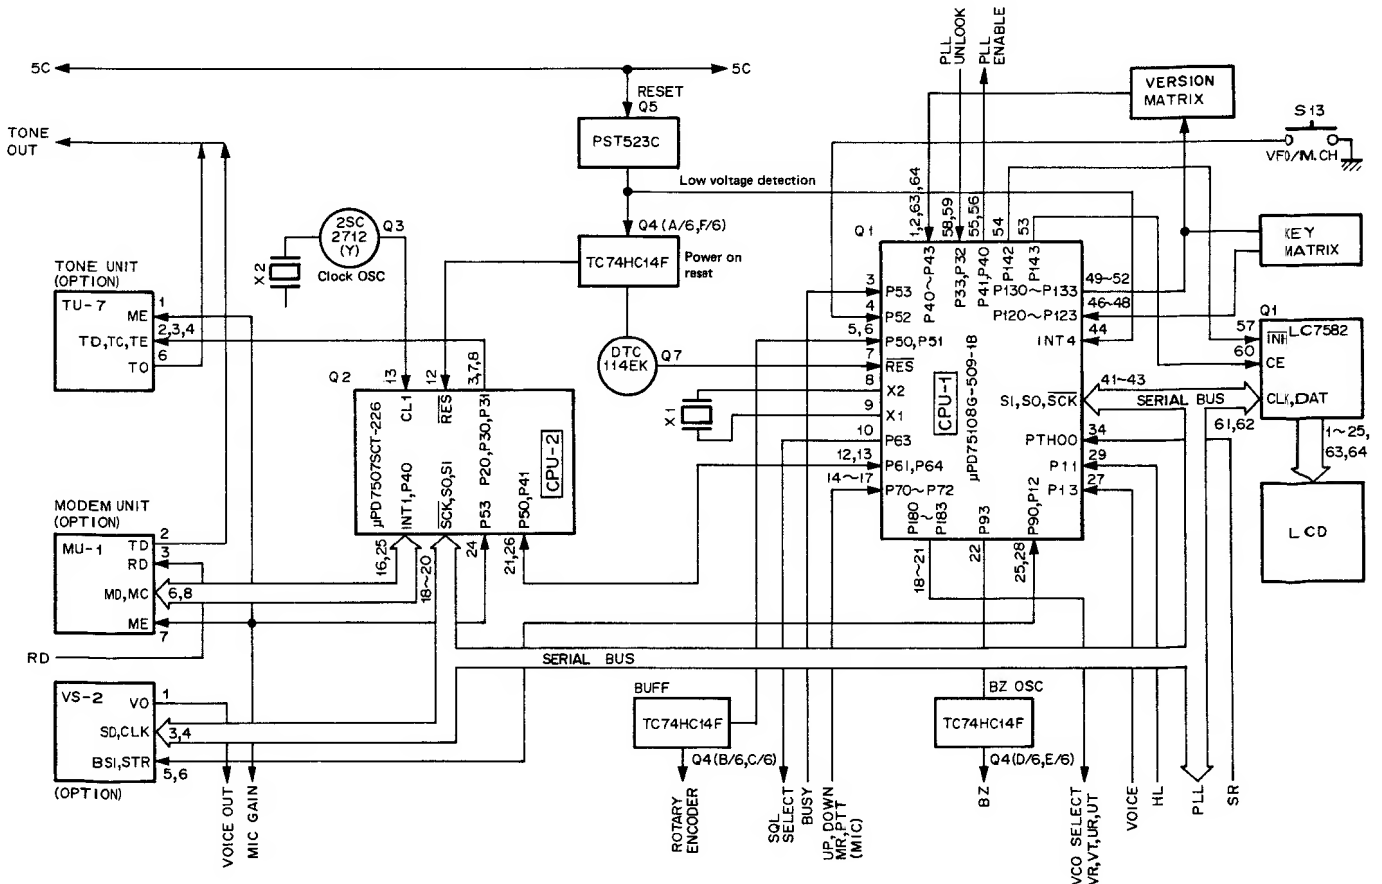 5C
5C
RESET
Q5
PST523C
Low voltage detection
TONE
OUT
PLL
UNLOOK
PLL
ENABLE
VERSION
MATRIX
S13
VFO/M.CH
KEY
MATRIX
Q4(A/6,F/6)
TC74HC14F
Power on
reset
2SC
2712
(Y)
Q3
Clock OSC
X2
DTC
114EK
Q7
X1
TONE UNIT
(OPTION)
TU-7
ME
TD,TC,TE
TO
1
2,3,4
6
Q2
13
12
3,7,8
CL1
RES
P20,P30,P31
µPD7507SCT-226
CPU-2
INT1,P40
SCK,SO,SI
P53
P50,P41
16,25
18~20
24
21,26
MODEM UNIT
(OPTION)
MU-1
TD
RD
MD,MC
ME
2
3
6,8
7
RD
VS-2
VO
SD,CLK
BSI,STR
1
3,4
5,6
(OPTION)
VOICE OUT
MIC GAIN
SERIAL BUS
Q1
1,2,63,64
58,59
55,56
54
53
P40~P43
P33,P32
P41,P40
P142
P143
3
4
5,6
7
8
9
10
12,13
14~17
P53
P52
P50,P51
RES
X2
X1
P63
P61,P64
P70~P72
CPU-1
µPD75108G-509-1B
P130~P133
P120~P123
INT4
SI,SO,SCK
PTH00
P11
P13
49~52
46~48
44
41~43
34
29
27
P180
~P183
P93
P90,P12
18~21
22
25,28
SERIAL BUS
Q1
57
60
61,62
INH
LC7582
CE
CLK,DAT
1~25,
63,64
LCD
BUFF
TC74HC14F
Q4(B/6,C/6)
BZ OSC
TC74HC14F
Q4(D/6,E/6)
ROTARY
ENCODER
SQL
SELECT
BUSY
UP,DOWN
MR,PTT
(MIC)
BZ
VCO SELECT
VR,VT,UR,UT
VOICE
HL
PLL
SR